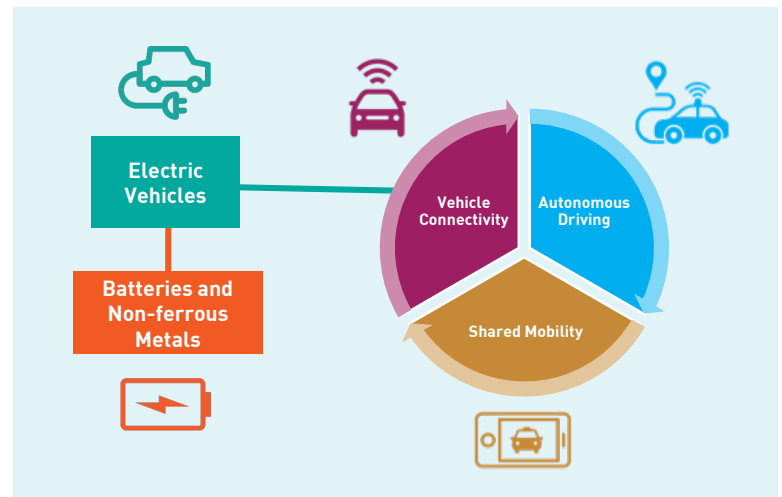 Electric
Vehicles
Batteries and
Non-ferrous
Metals
Vehicle
Connectivity
Autonomous
Driving
Shared Mobility